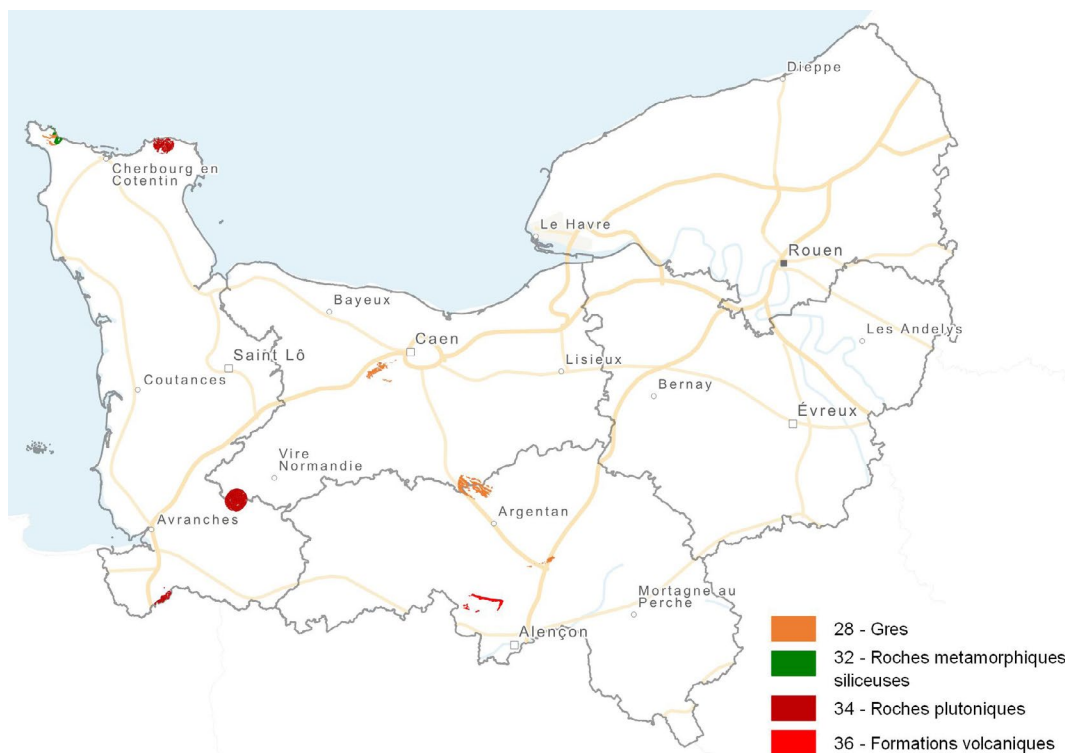 Dieppe
Cherbourg en
Cotentin
Le Havre
Rouen
Bayeux
Les Andelys
Caen
Saint Lô
Lisieux
Coutances
Bernay
Évreux
Vire
Normandie
Argentan
Avranches
Mortagne au
Perche
Alençon
28 - Gres
32 - Roches metamorphiques
siliceuses
34 - Roches plutoniques
36 - Formations volcaniques